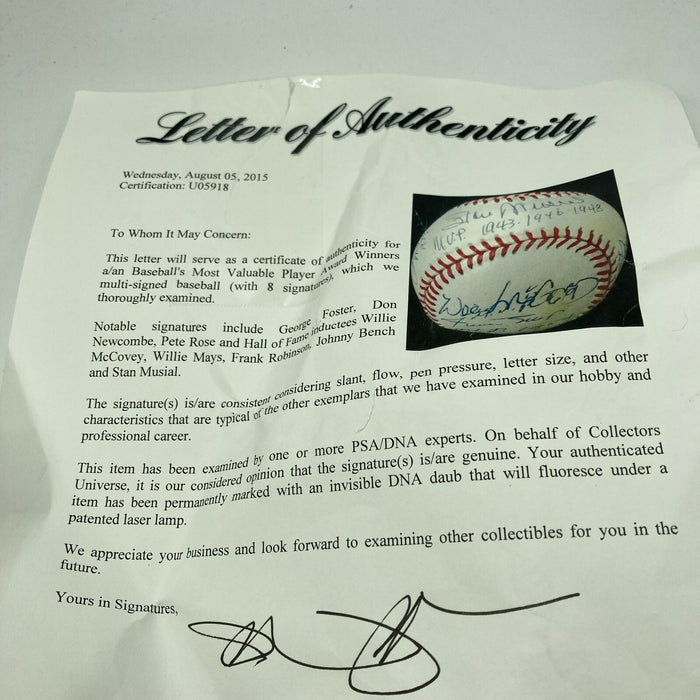 Letter of Authenticity
Wednesday, August 05, 2015
Certification: U05918
To Whom It May Concern:
This letter will serve as a certificate of authenticity for
a/an Baseball's Most Valuable Player Award Winners
multi-signed baseball (with 8 signatures), which we
thoroughly examined.
Notable signatures include George Foster, Don
Newcombe, Pete Rose and Hall of Fame inductees Willie
McCovey, Willie Mays, Frank Robinson, Johnny Bench
and Stan Musial.
Stan Musial
MVP 1943-1946-1948
Willie McCovey
The signature(s) is/are consistent considering slant, flow, pen pressure, letter size, and other
characteristics that are typical of the other exemplars that we have examined in our hobby and
professional career.
This item has been examined by one or more PSA/DNA experts. On behalf of Collectors
Universe, it is our considered opinion that the signature(s) is/are genuine. Your authenticated
item has been permanently marked with an invisible DNA daub that will fluoresce under a
patented laser lamp.
We appreciate your business and look forward to examining other collectibles for you in the
future.
Yours in Signatures,